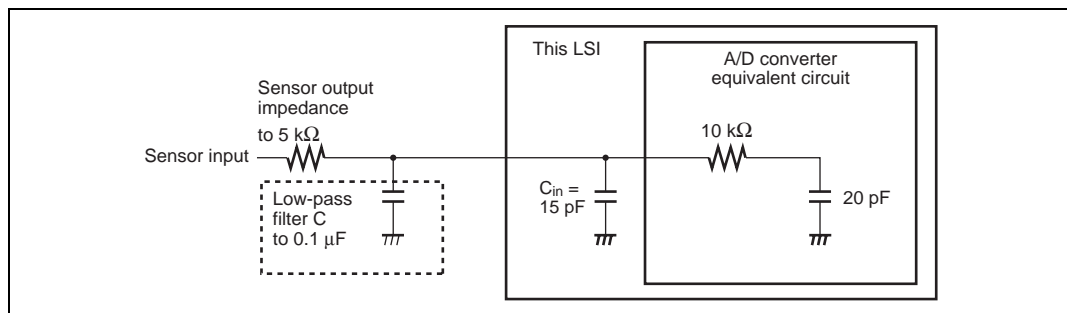 This LSI
A/D converter
equivalent circuit
Sensor output
impedance
to 5 kΩ
10 kΩ
Sensor input
Low-pass
filter C
to 0.1 μF
Cin =
15 pF
20 pF